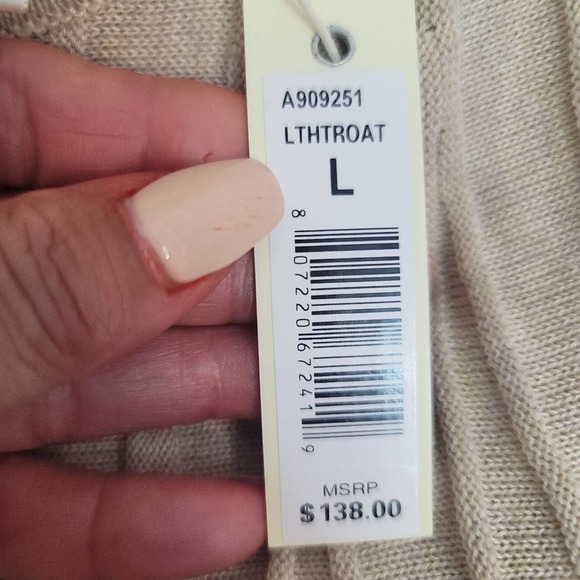 A909251
LTHTROAT
L
8 07220 67241 9
MSRP
$138.00